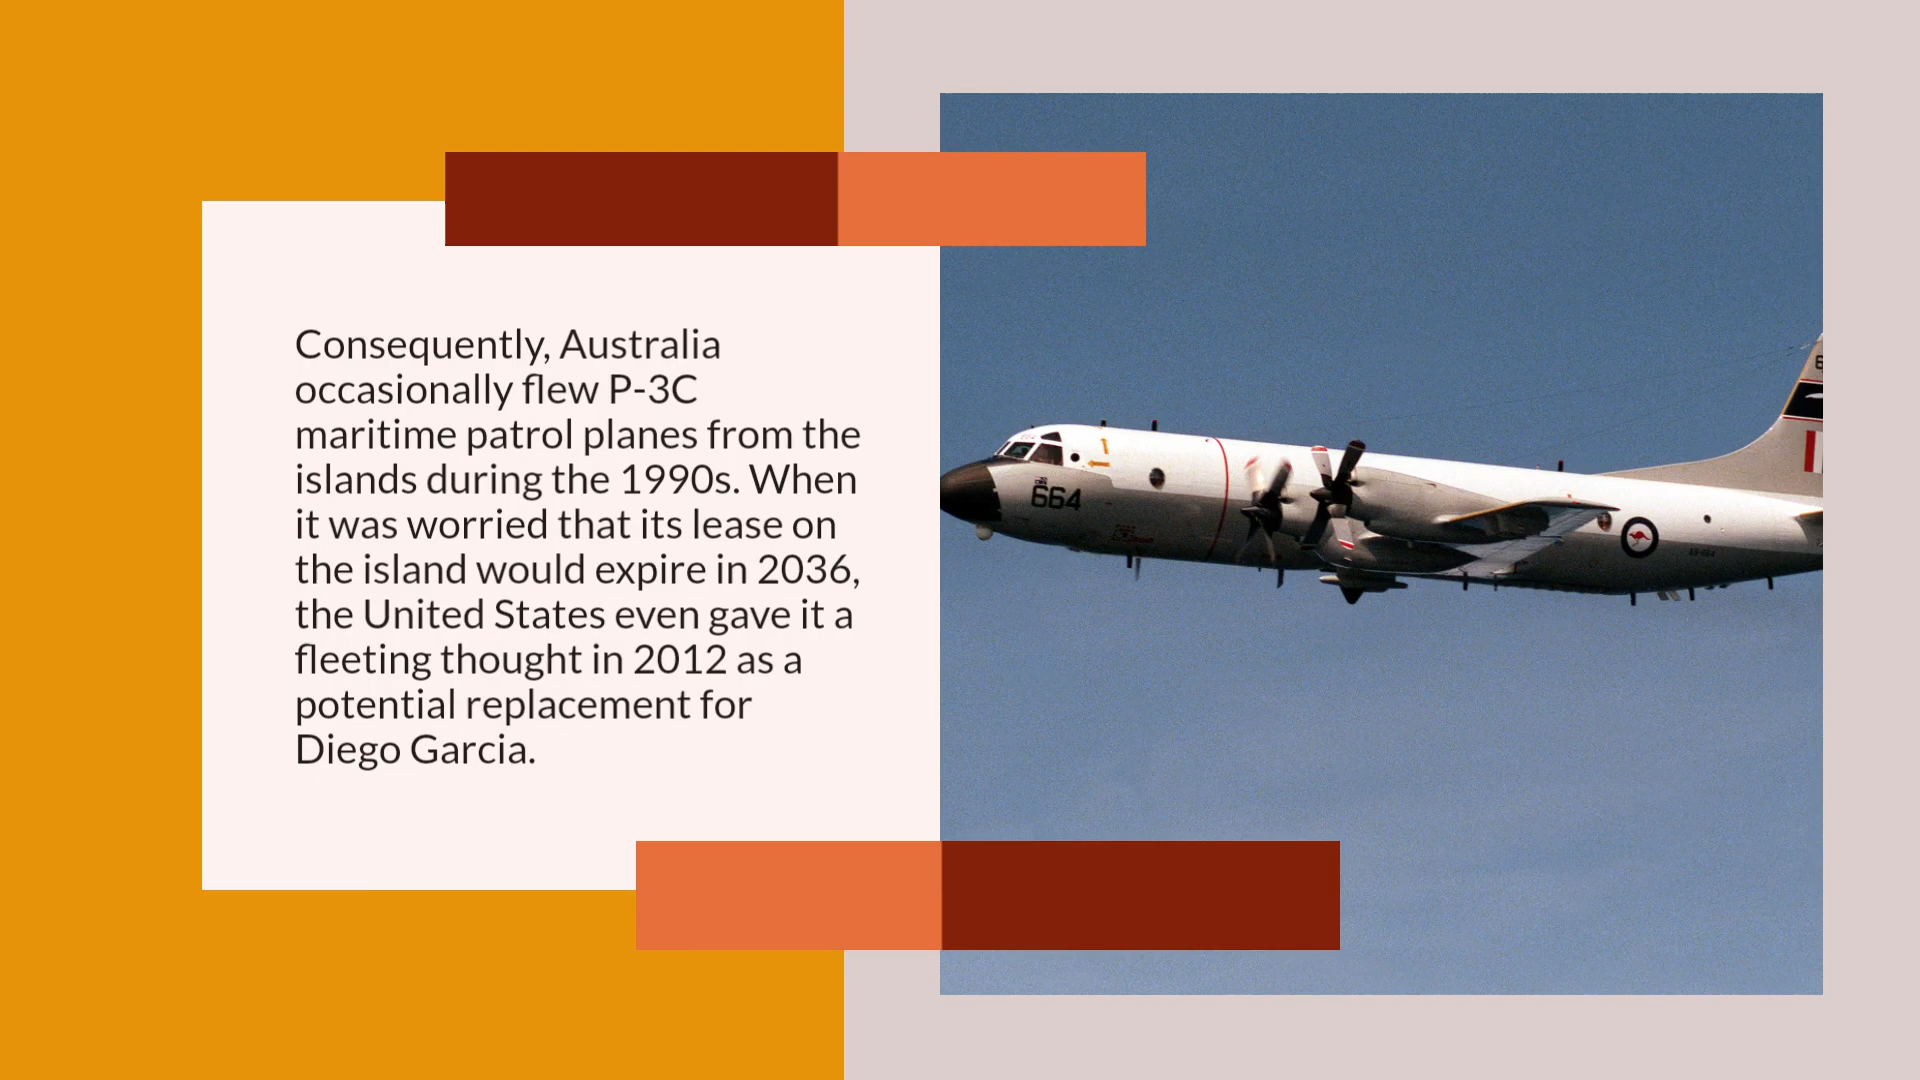 Consequently, Australia
occasionally flew P-3C
maritime patrol planes from the
islands during the 1990s. When
it was worried that its lease on
the island would expire in 2036,
the United States even gave it a
fleeting thought in 2012 as a
potential replacement for
Diego Garcia.
664